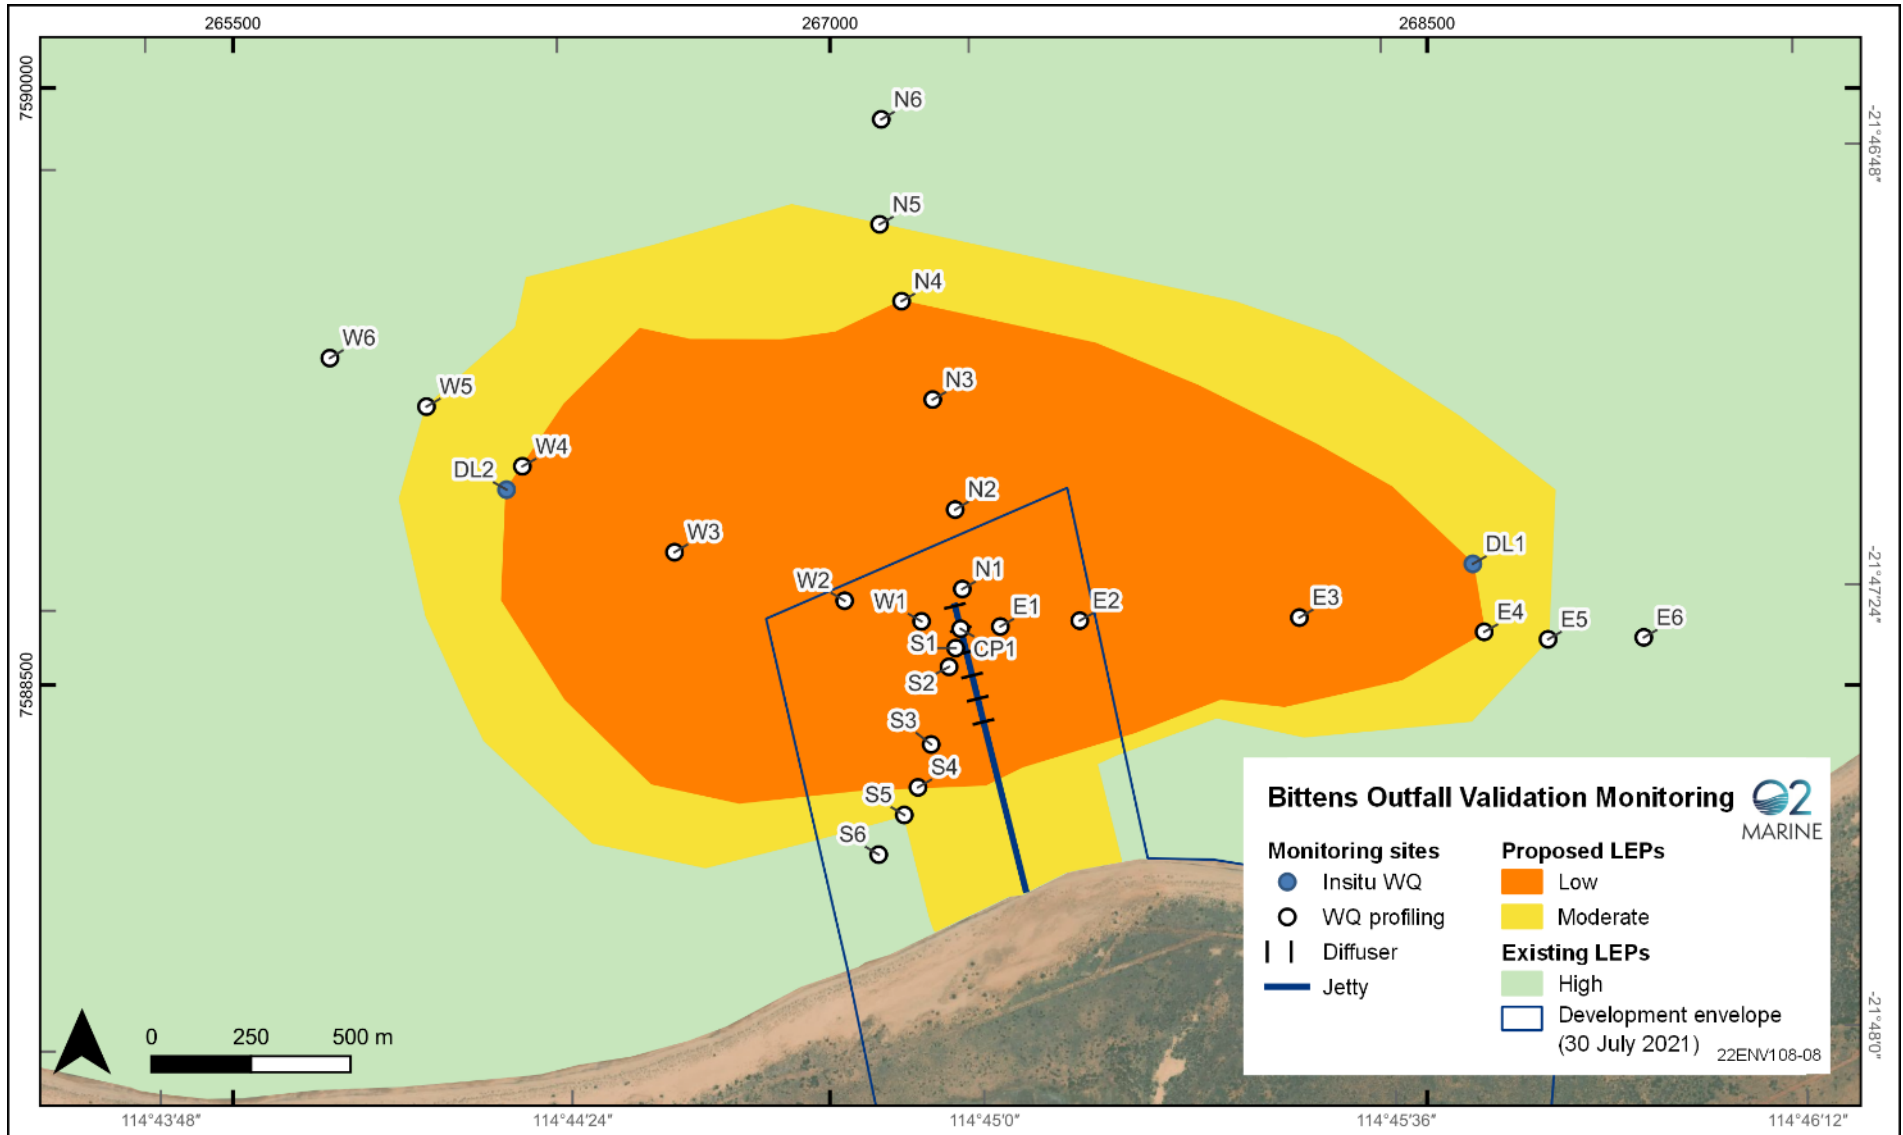 265500
267000
268500
7590000
-21°46'48"
N6
N5
N4
W6
W5
N3
W4
DL2
N2
W3
DL1
-21°47'24"
N1
W2
W1
E1
E2
E3
E4
E5
E6
S1
CP1
S2
7588500
S3
S4
S5
S6
Bittens Outfall Validation Monitoring
O2
MARINE
Monitoring sites
Insitu WQ
WQ profiling
Diffuser
Jetty
Proposed LEPs
Low
Moderate
Existing LEPs
High
Development envelope
(30 July 2021)
22ENV108-08
-21°48'0"
0 250 500 m
114°43'48"
114°44'24"
114°45'0"
114°45'36"
114°46'12"